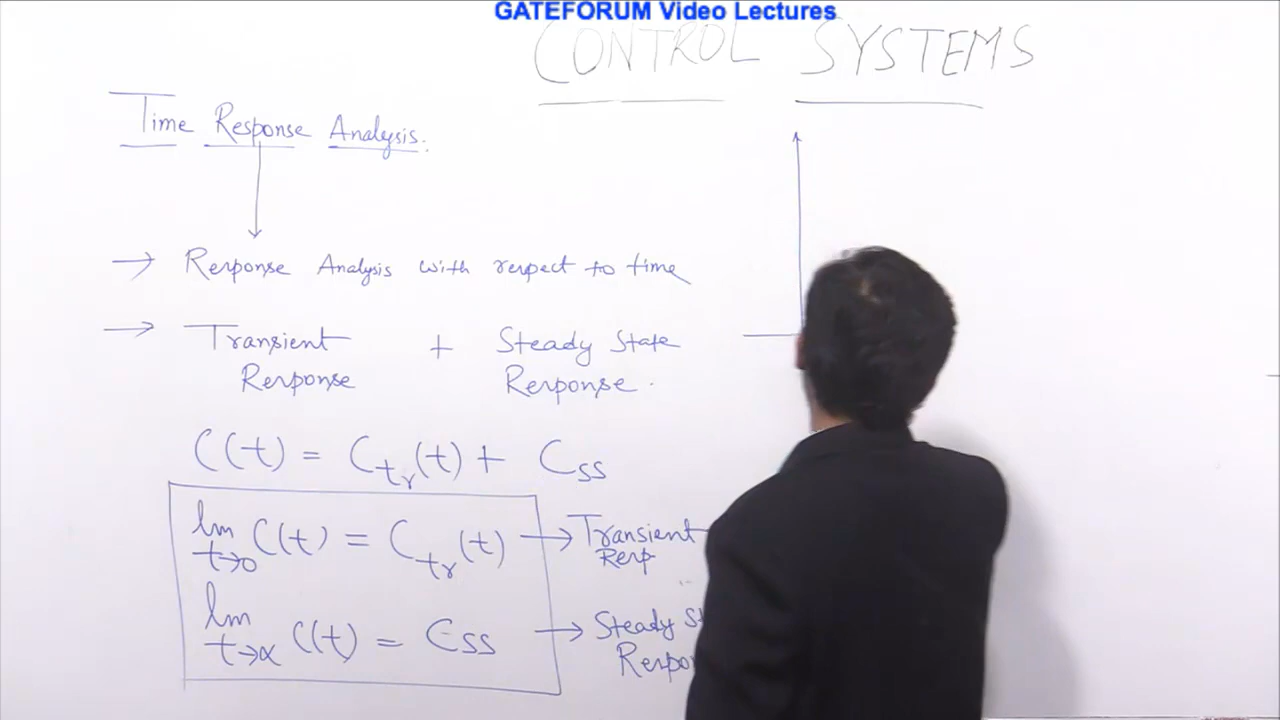 GATEFORUM Video Lectures
CONTROL SYSTEMS
Time Response Analysis.
→ Response Analysis with respect to time
→ Transient + Steady State
Response Response.
C(t) = Ctr(t) + Css
lim t→0 C(t) = Ctr(t) → Transient
Resp
lim t→∝ C(t) = Css → Steady